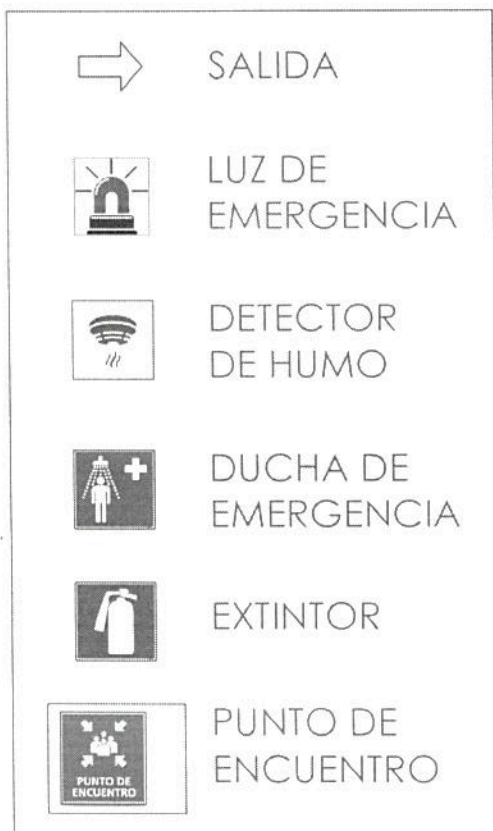 SALIDA
LUZ DE
EMERGENCIA
DETECTOR
DE HUMO
DUCHA DE
EMERGENCIA
EXTINTOR
PUNTO DE
ENCUENTRO
PUNTO DE
ENCUENTRO